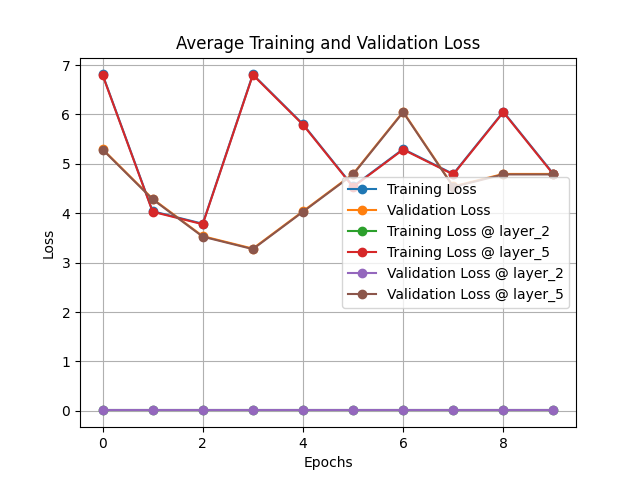 Average Training and Validation Loss
7
6
5
4
3
2
1
0
Loss
Training Loss
Validation Loss
Training Loss @ layer_2
Training Loss @ layer_5
Validation Loss @ layer_2
Validation Loss @ layer_5
0 2 4 6 8
Epochs